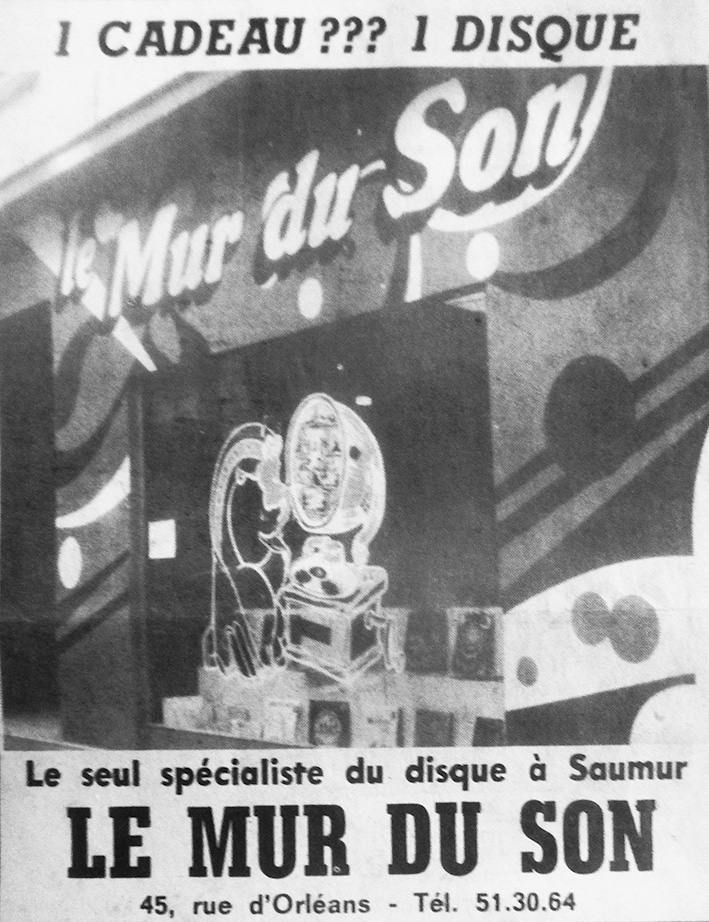 1 CADEAU ??? 1 DISQUE
le Mur du Son
Le seul spécialiste du disque à Saumur
LE MUR DU SON
45, rue d'Orléans - Tél. 51.30.64